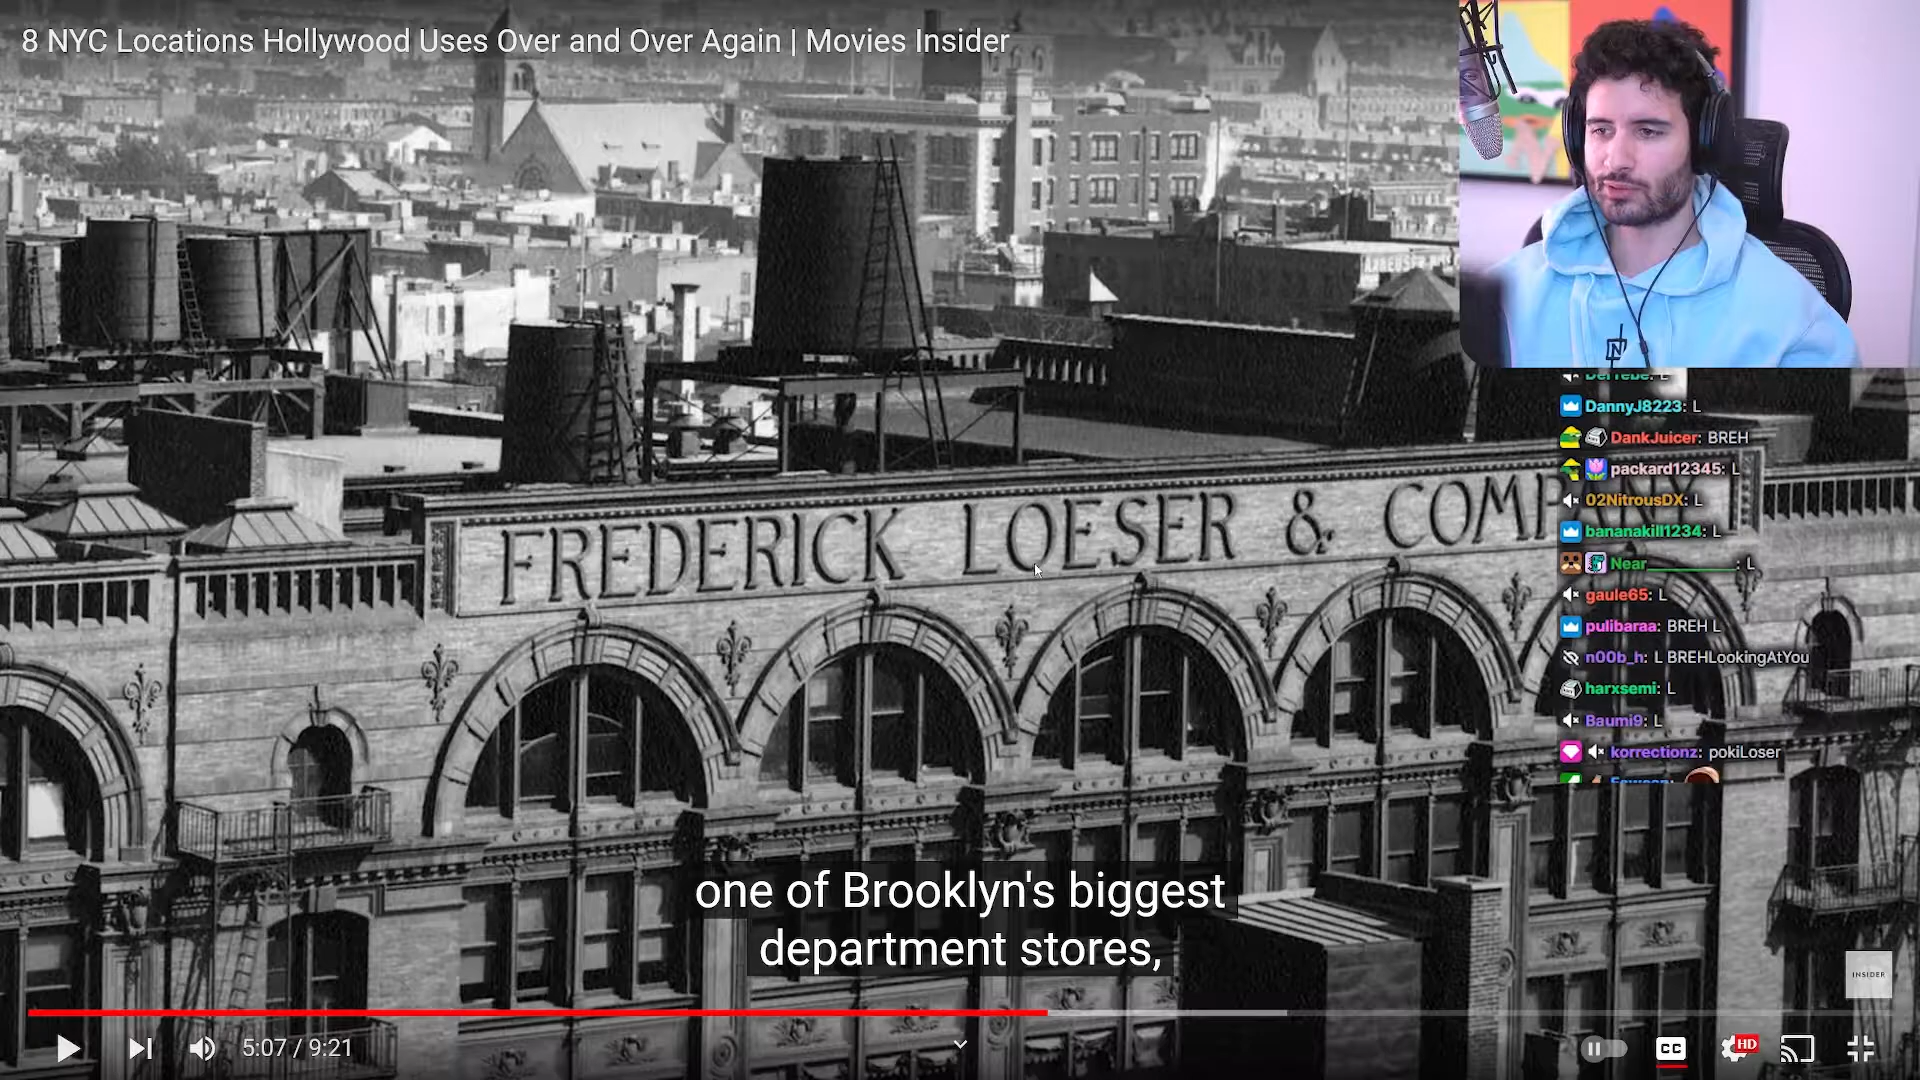 8 NYC Locations Hollywood Uses Over and Over Again | Movies Insider
DannyJ8223: L
DankJuicer: BREH
packard12345: L
02NitrousDX: L
bananakill1234: L
Near__________: L
gaule65: L
pulibaraa: BREH L
n00b_h: L BREHLookingAtYou
harxsemi: L
Baumi9: L
korrectionz: pokiLoser
FREDERICK LOESER & COMP
one of Brooklyn's biggest
department stores,
INSIDER
5:07 / 9:21
CC
HD